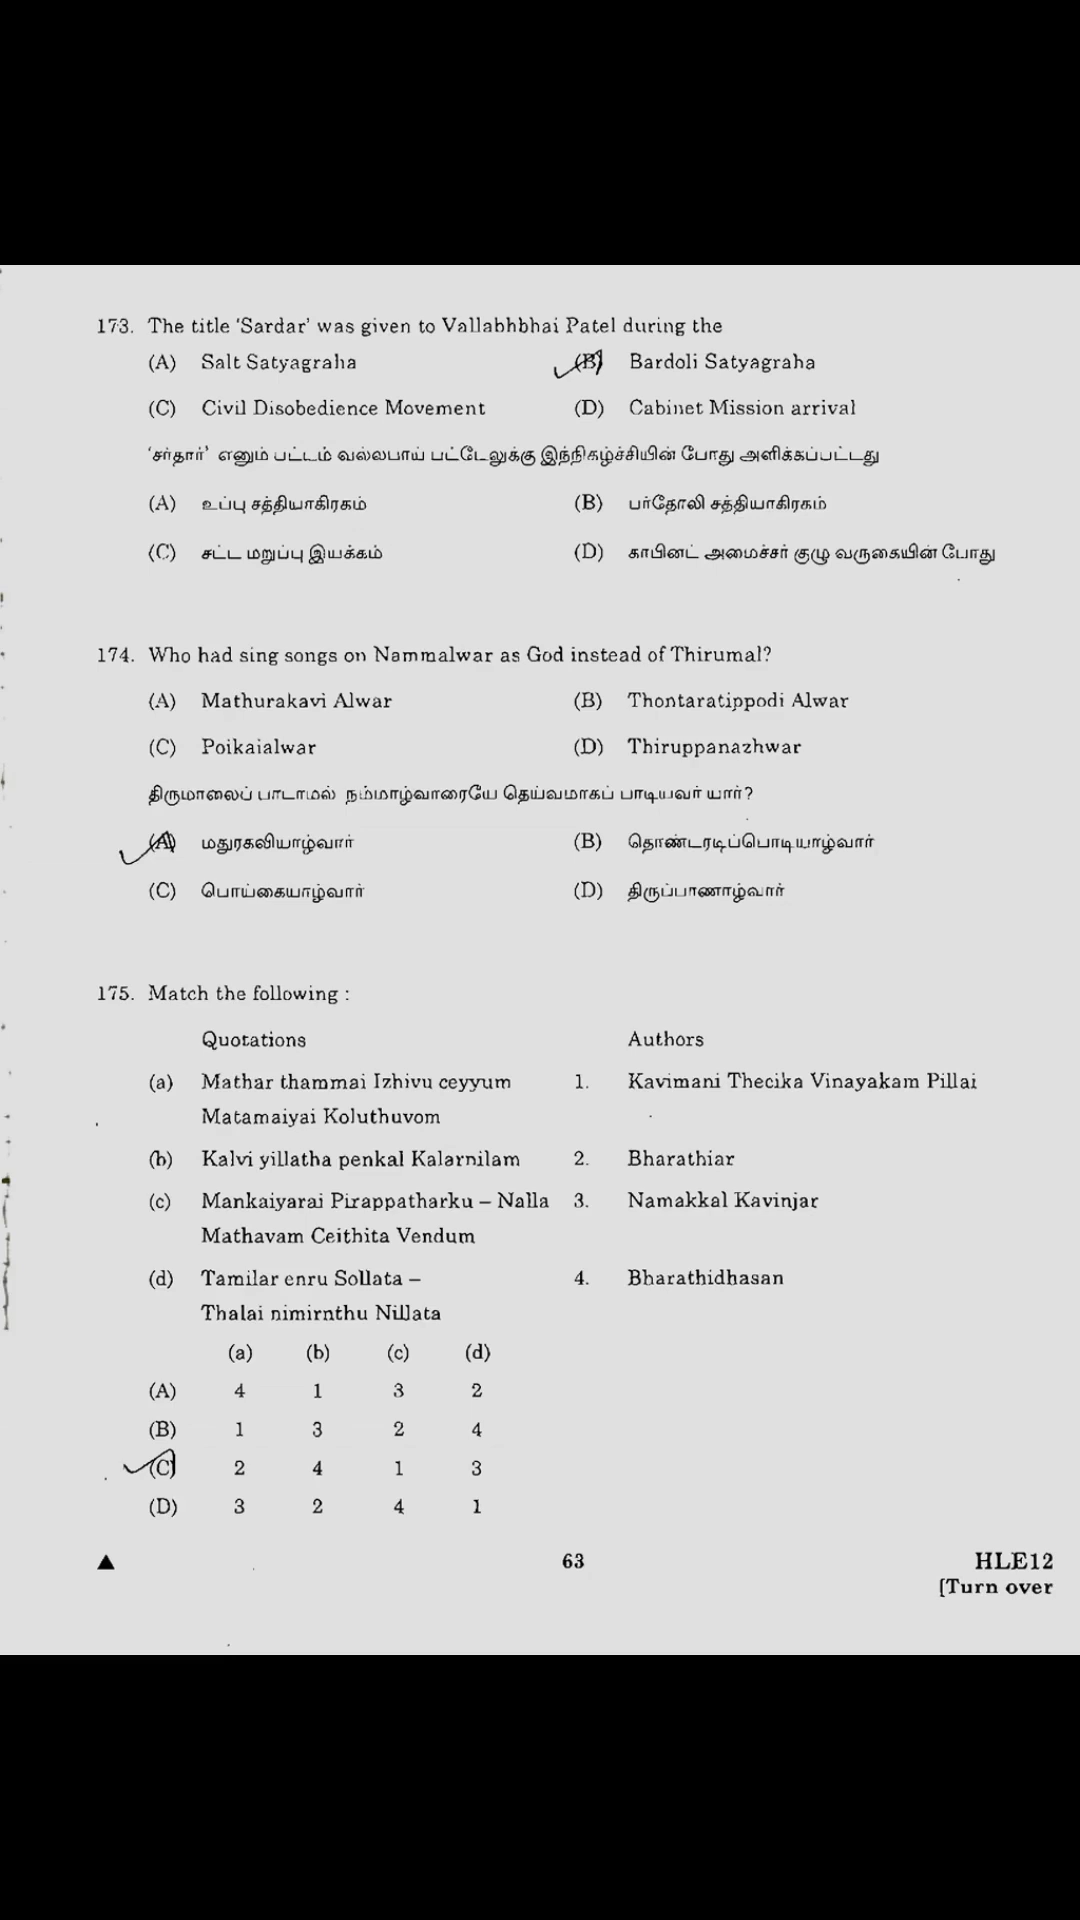 173. The title 'Sardar' was given to Vallabhbhai Patel during the
(A) Salt Satyagraha (B) Bardoli Satyagraha
(C) Civil Disobedience Movement (D) Cabinet Mission arrival
'சர்தார்' எனும் பட்டம் வல்லபாய் பட்டேலுக்கு இந்நிகழ்ச்சியின் போது அளிக்கப்பட்டது
(A) உப்பு சத்தியாகிரகம் (B) பர்தோலி சத்தியாகிரகம்
(C) சட்ட மறுப்பு இயக்கம் (D) காபினட் அமைச்சர் குழு வருகையின் போது
174. Who had sing songs on Nammalwar as God instead of Thirumal?
(A) Mathurakavi Alwar (B) Thontaratippodi Alwar
(C) Poikaialwar (D) Thiruppanazhwar
திருமாலைப் பாடாமல் நம்மாழ்வாரையே தெய்வமாகப் பாடியவர் யார்?
(A) மதுரகவியாழ்வார் (B) தொண்டரடிப்பொடியாழ்வார்
(C) பொய்கையாழ்வார் (D) திருப்பாணாழ்வார்
175. Match the following :
Quotations Authors
(a) Mathar thammai Izhivu ceyyum 1. Kavimani Thecika Vinayakam Pillai
Matamaiyai Koluthuvom
(b) Kalvi yillatha penkal Kalarnilam 2. Bharathiar
(c) Mankaiyarai Pirappatharku – Nalla 3. Namakkal Kavinjar
Mathavam Ceithita Vendum
(d) Tamilar enru Sollata – 4. Bharathidhasan
Thalai nimirnthu Nillata
(a) (b) (c) (d)
(A) 4 1 3 2
(B) 1 3 2 4
(C) 2 4 1 3
(D) 3 2 4 1
63 HLE12
[Turn over